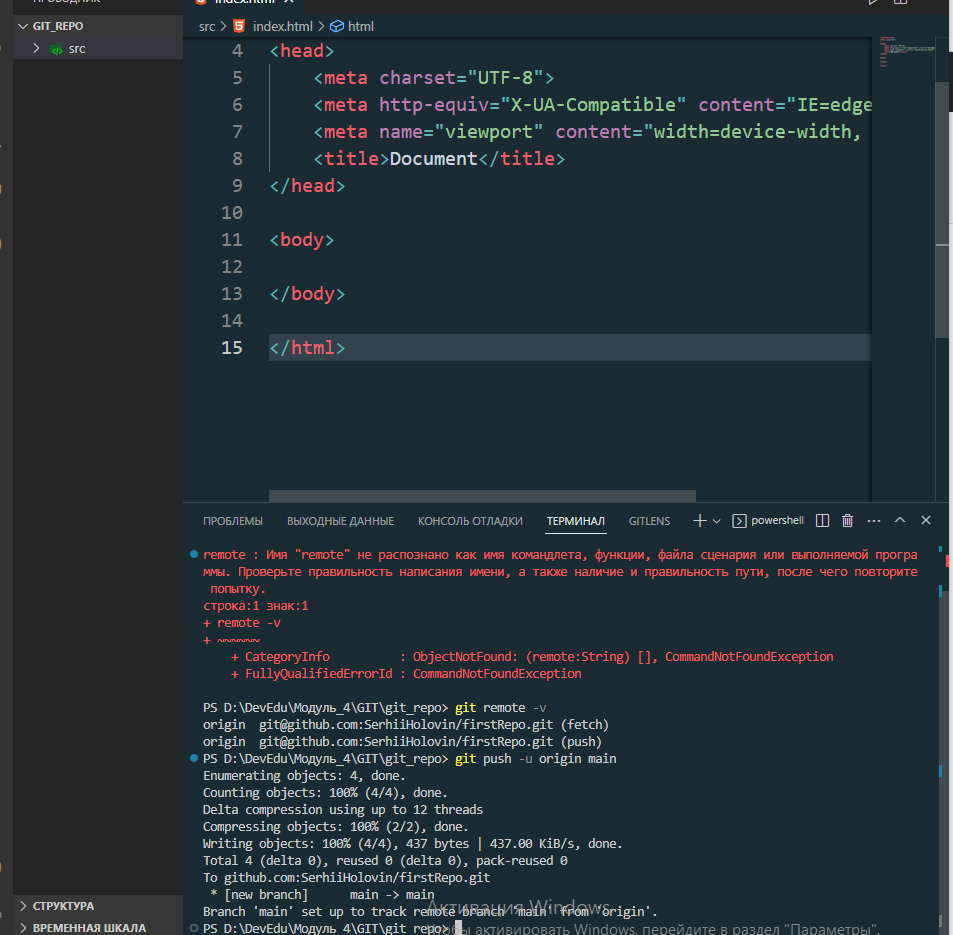 index.html
GIT_REPO
src > index.html > html
src
4 <head>
5 <meta charset="UTF-8">
6 <meta http-equiv="X-UA-Compatible" content="IE=edge
7 <meta name="viewport" content="width=device-width,
8 <title>Document</title>
9 </head>
10
11 <body>
12
13 </body>
14
15 </html>
ПРОБЛЕМЫ ВЫХОДНЫЕ ДАННЫЕ КОНСОЛЬ ОТЛАДКИ ТЕРМИНАЛ GITLENS powershell
remote : Имя "remote" не распознано как имя командлета, функции, файла сценария или выполняемой програ
ммы. Проверьте правильность написания имени, а также наличие и правильность пути, после чего повторите
попытку.
строка:1 знак:1
+ remote -v
+ ~~~~~~
+ CategoryInfo : ObjectNotFound: (remote:String) [], CommandNotFoundException
+ FullyQualifiedErrorId : CommandNotFoundException
PS D:\DevEdu\Модуль_4\GIT\git_repo> git remote -v
origin git@github.com:SerhiiHolovin/firstRepo.git (fetch)
origin git@github.com:SerhiiHolovin/firstRepo.git (push)
PS D:\DevEdu\Модуль_4\GIT\git_repo> git push -u origin main
Enumerating objects: 4, done.
Counting objects: 100% (4/4), done.
Delta compression using up to 12 threads
Compressing objects: 100% (2/2), done.
Writing objects: 100% (4/4), 437 bytes | 437.00 KiB/s, done.
Total 4 (delta 0), reused 0 (delta 0), pack-reused 0
To github.com:SerhiiHolovin/firstRepo.git
* [new branch] main -> main
Branch 'main' set up to track remote branch 'main' from 'origin'.
PS D:\DevEdu\Модуль_4\GIT\git_repo>
СТРУКТУРА
ВРЕМЕННАЯ ШКАЛА
Активация Windows
Чтобы активировать Windows, перейдите в раздел "Параметры".